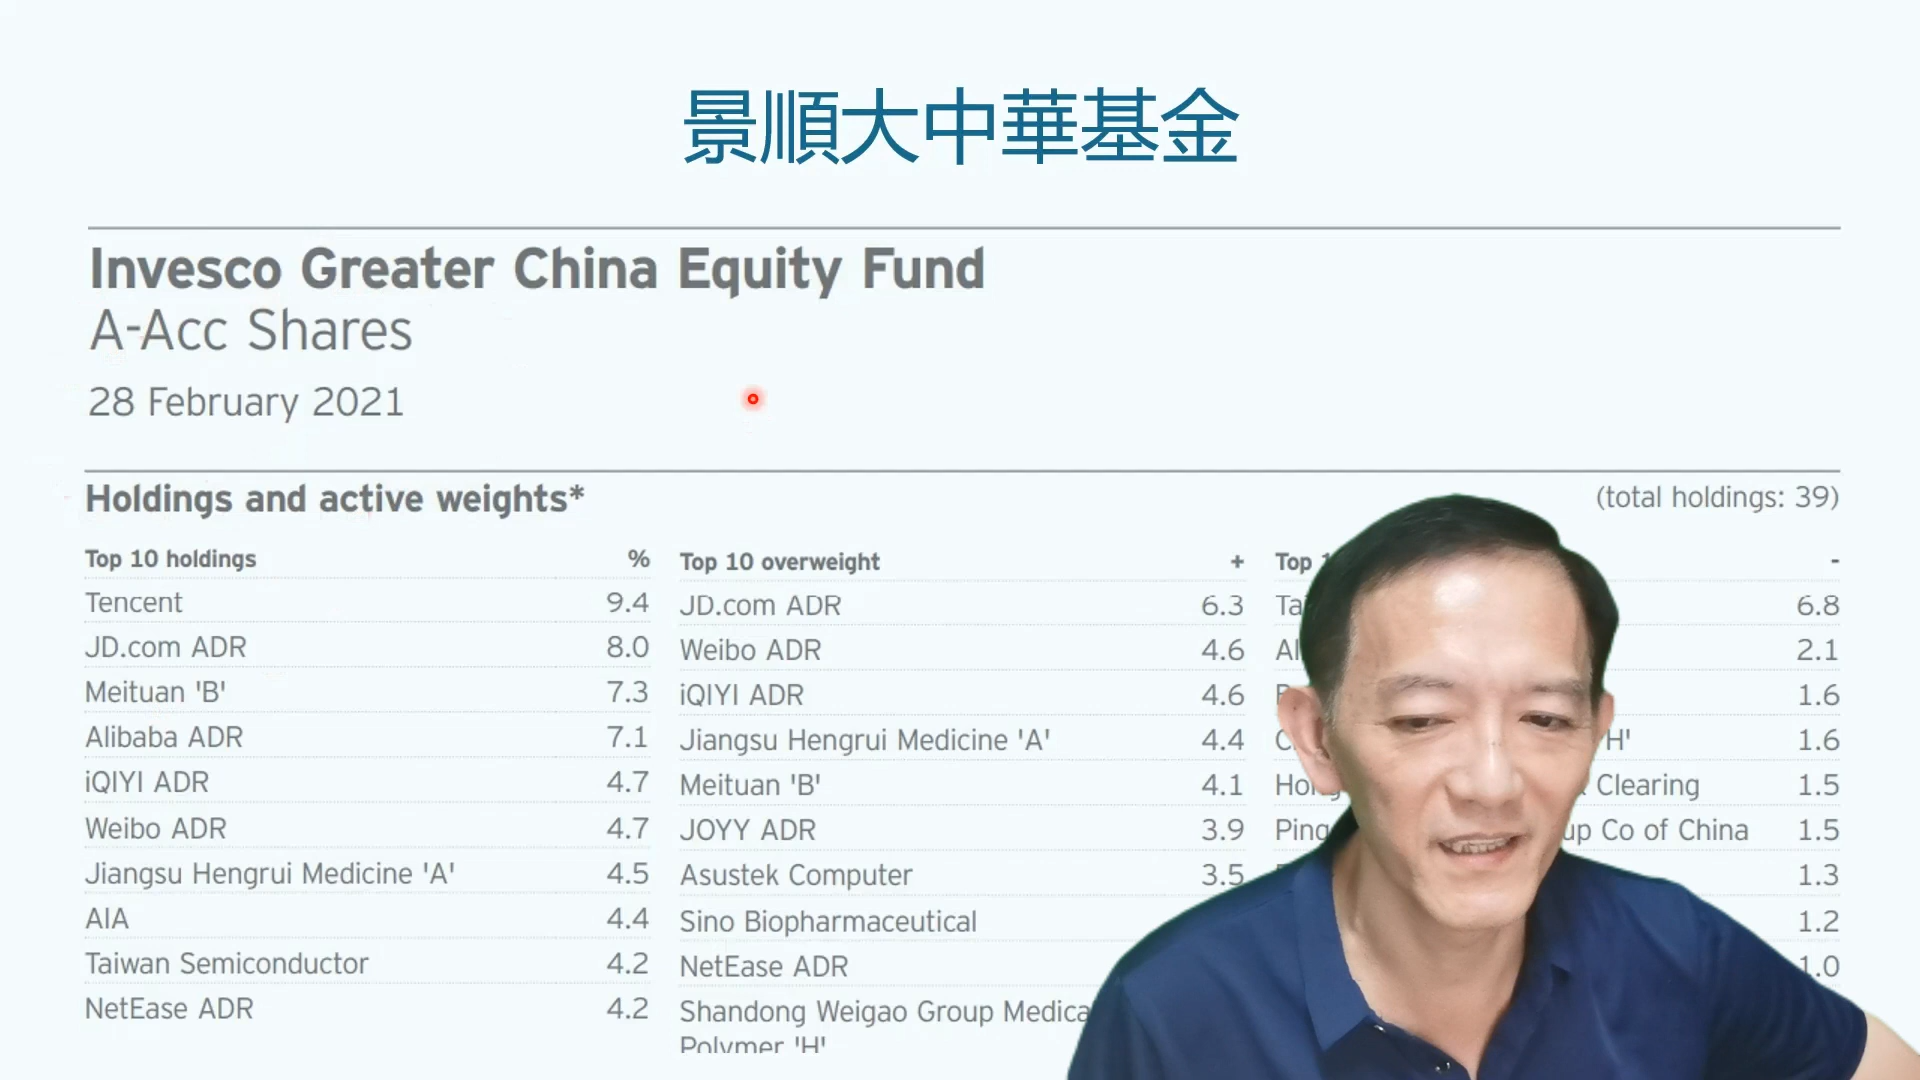 景順大中華基金
Invesco Greater China Equity Fund
A-Acc Shares
28 February 2021
Holdings and active weights*
(total holdings: 39)
Top 10 holdings %
Tencent 9.4
JD.com ADR 8.0
Meituan 'B' 7.3
Alibaba ADR 7.1
iQIYI ADR 4.7
Weibo ADR 4.7
Jiangsu Hengrui Medicine 'A' 4.5
AIA 4.4
Taiwan Semiconductor 4.2
NetEase ADR 4.2
Top 10 overweight +
JD.com ADR 6.3
Weibo ADR 4.6
iQIYI ADR 4.6
Jiangsu Hengrui Medicine 'A' 4.4
Meituan 'B' 4.1
JOYY ADR 3.9
Asustek Computer 3.5
Sino Biopharmaceutical
NetEase ADR
Shandong Weigao Group Medica
Polymer 'H'
Top -
6.8
2.1
1.6
'H' 1.6
Clearing 1.5
Ping Co of China 1.5
1.3
1.2
1.0